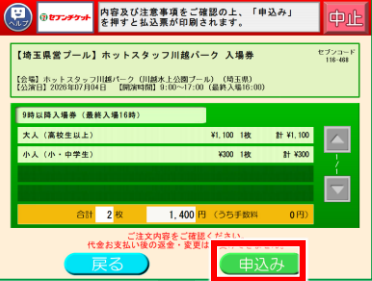 ヘルプ
セブンチケット
内容及び注意事項をご確認の上、「申込み」
を押すと払込票が印刷されます。
中止
【埼玉県営プール】ホットスタッフ川越パーク 入場券
セブンコード
110-468
【会場】ホットスタッフ川越パーク(川越水上公園プール) (埼玉県)
【公演日】2026年07月04日 【開演時間】9:00～17:00(最終入場16:00)
9時以降入場券(最終入場16時)
大人(高校生以上) ¥1,100 1枚 計 ¥1,100
小人(小・中学生) ¥300 1枚 計 ¥300
1/1
合計 2 枚 1,400 円 (うち手数料 0円)
ご注文内容をご確認ください。
代金お支払い後の返金・変更は
戻る
申込み